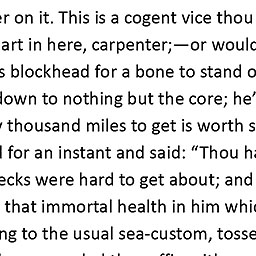 er on it. This is a cogent vice thou
art in here, carpenter;—or would
s blockhead for a bone to stand o
down to nothing but the core; he’
thousand miles to get is worth s
for an instant and said: “Thou ha
ecks were hard to get about; and
that immortal health in him whic
ng to the usual sea-custom, tosse